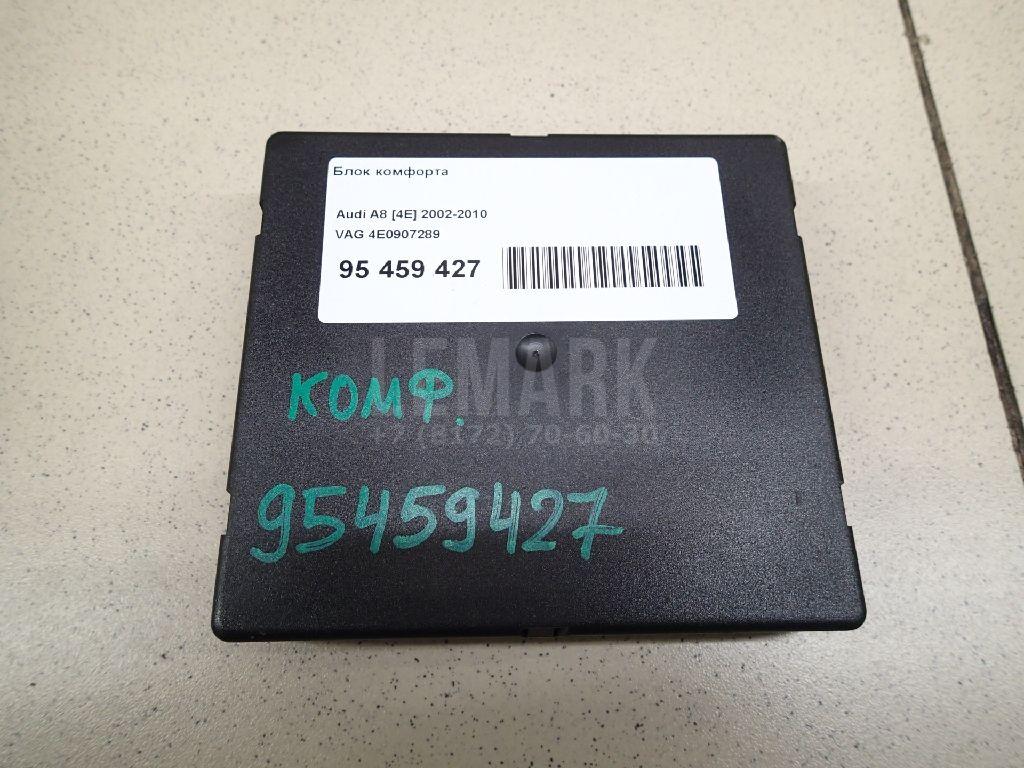 Блок комфорта
Audi A8 [4E] 2002-2010
VAG 4E0907289
95 459 427
LEMARK
+7 (8172) 70-60-30
КОМФ.
95459427